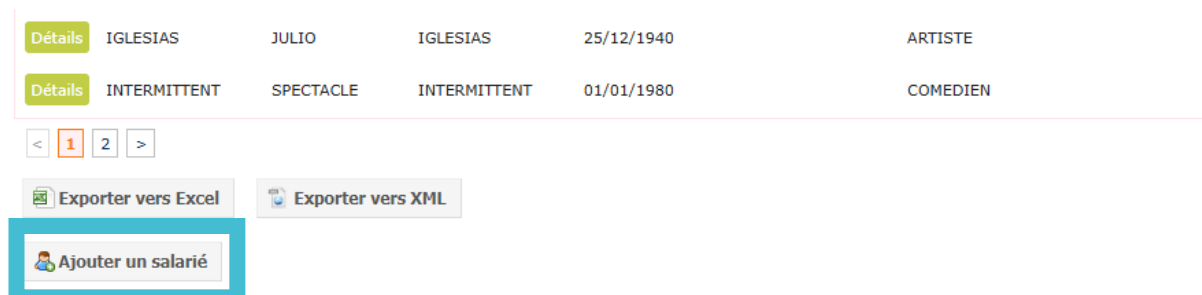 Détails IGLESIAS JULIO IGLESIAS 25/12/1940 ARTISTE
Détails INTERMITTENT SPECTACLE INTERMITTENT 01/01/1980 COMEDIEN
< 1 2 >
Exporter vers Excel Exporter vers XML
Ajouter un salarié